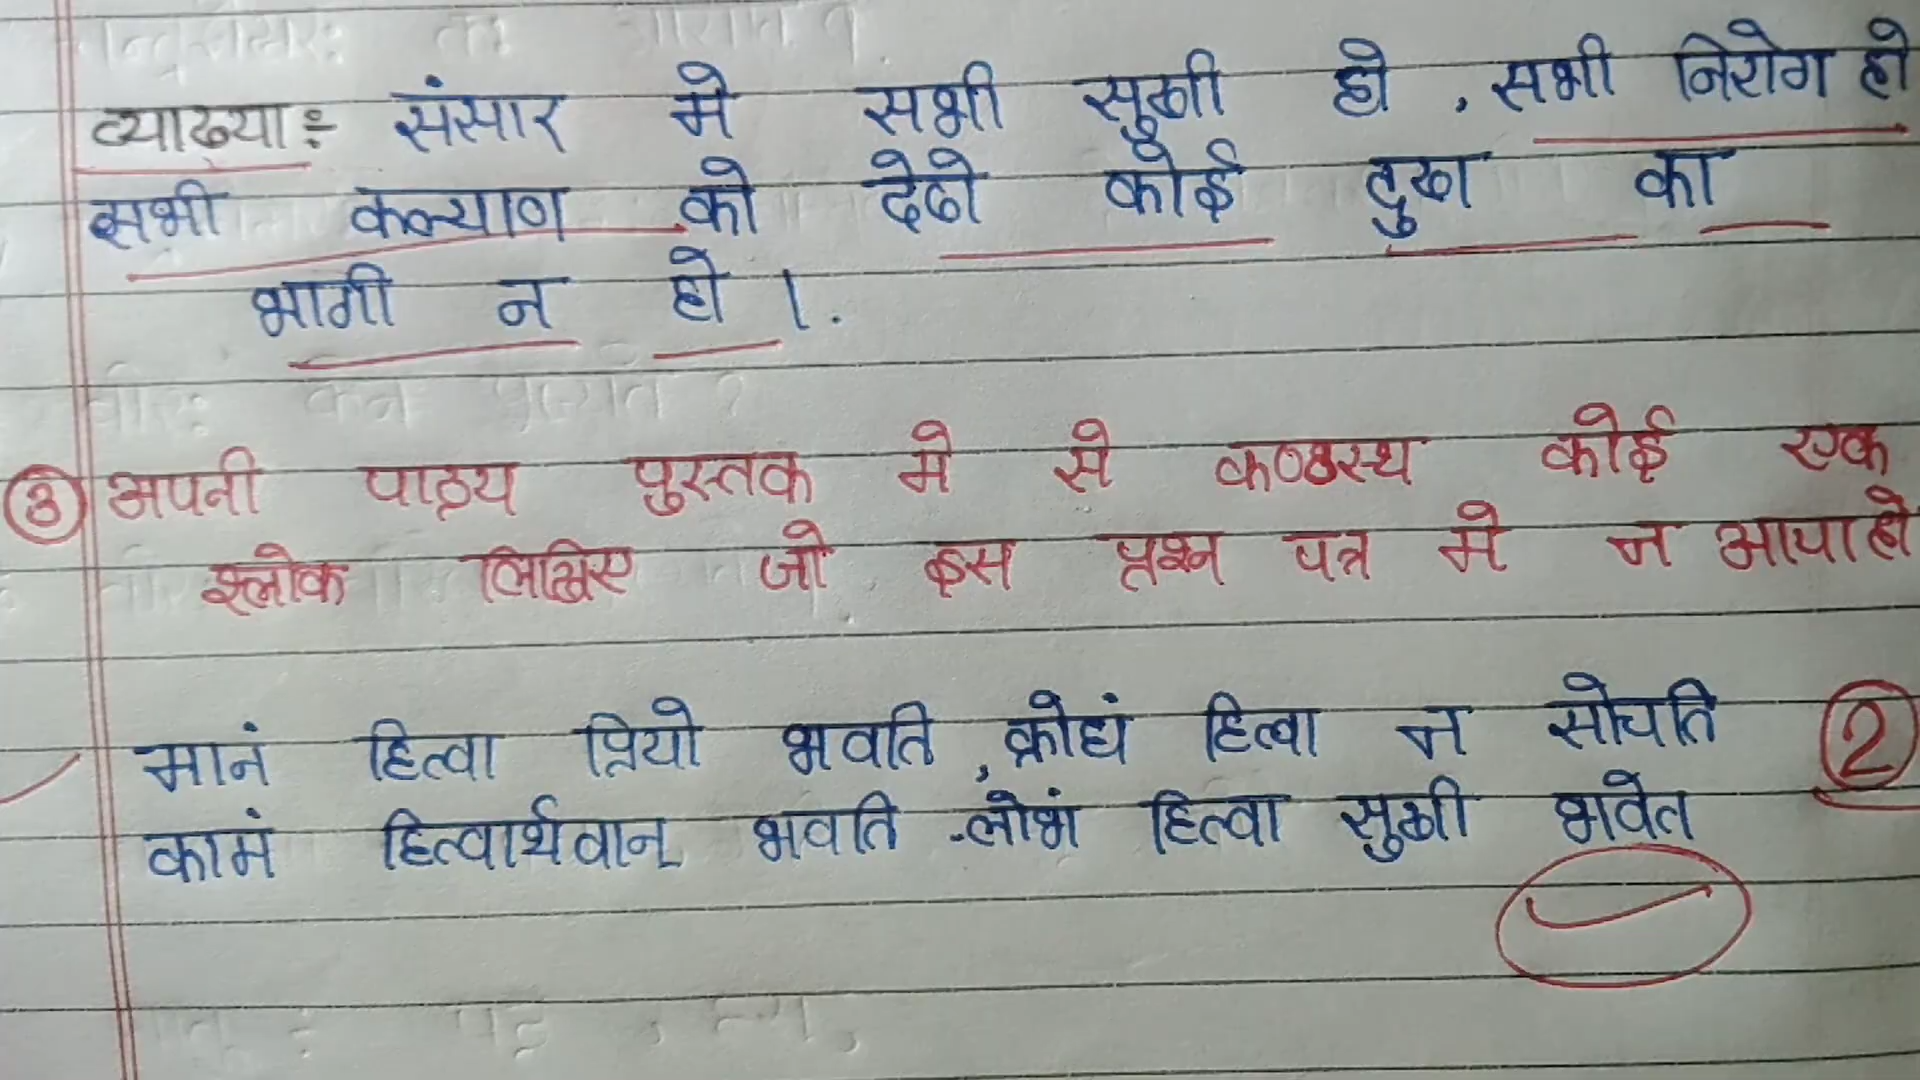 व्याख्या:- संसार मे सभी सुखी हो , सभी निरोग हो
सभी कल्याण को देखे कोई दुख का
भागी न हो ।.
③ अपनी पाठ्य पुस्तक मे से कण्ठस्थ कोई एक
श्लोक लिखिए जो इस प्रश्न पत्र मे न आया हो
मानं हित्वा प्रियो भवति , क्रोधं हित्वा न सोचति ②
कामं हित्वार्थवान् भवति -लोभं हित्वा सुखी भवेत